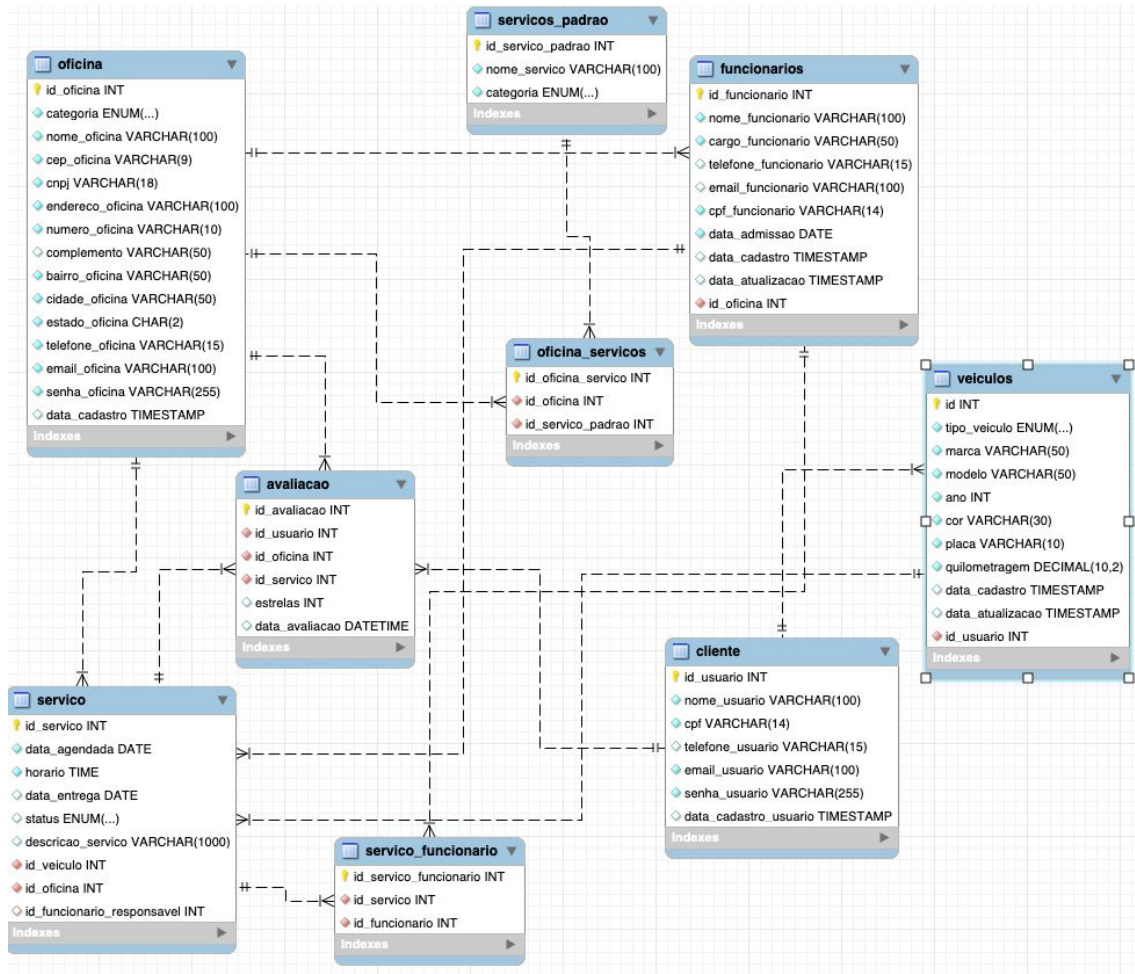 servicos_padrao
id_servico_padrao INT
nome_servico VARCHAR(100)
categoria ENUM(...)
Indexes
oficina
id_oficina INT
categoria ENUM(...)
nome_oficina VARCHAR(100)
cep_oficina VARCHAR(9)
cnpj VARCHAR(18)
endereco_oficina VARCHAR(100)
numero_oficina VARCHAR(10)
complemento VARCHAR(50)
bairro_oficina VARCHAR(50)
cidade_oficina VARCHAR(50)
estado_oficina CHAR(2)
telefone_oficina VARCHAR(15)
email_oficina VARCHAR(100)
senha_oficina VARCHAR(255)
data_cadastro TIMESTAMP
Indexes
funcionarios
id_funcionario INT
nome_funcionario VARCHAR(100)
cargo_funcionario VARCHAR(50)
telefone_funcionario VARCHAR(15)
email_funcionario VARCHAR(100)
cpf_funcionario VARCHAR(14)
data_admissao DATE
data_cadastro TIMESTAMP
data_atualizacao TIMESTAMP
id_oficina INT
Indexes
oficina_servicos
id_oficina_servico INT
id_oficina INT
id_servico_padrao INT
Indexes
veiculos
id INT
tipo_veiculo ENUM(...)
marca VARCHAR(50)
modelo VARCHAR(50)
ano INT
cor VARCHAR(30)
placa VARCHAR(10)
quilometragem DECIMAL(10,2)
data_cadastro TIMESTAMP
data_atualizacao TIMESTAMP
id_usuario INT
Indexes
avaliacao
id_avaliacao INT
id_usuario INT
id_oficina INT
id_servico INT
estrelas INT
data_avaliacao DATETIME
Indexes
cliente
id_usuario INT
nome_usuario VARCHAR(100)
cpf VARCHAR(14)
telefone_usuario VARCHAR(15)
email_usuario VARCHAR(100)
senha_usuario VARCHAR(255)
data_cadastro_usuario TIMESTAMP
Indexes
servico
id_servico INT
data_agendada DATE
horario TIME
data_entrega DATE
status ENUM(...)
descricao_servico VARCHAR(1000)
id_veiculo INT
id_oficina INT
id_funcionario_responsavel INT
Indexes
servico_funcionario
id_servico_funcionario INT
id_servico INT
id_funcionario INT
Indexes